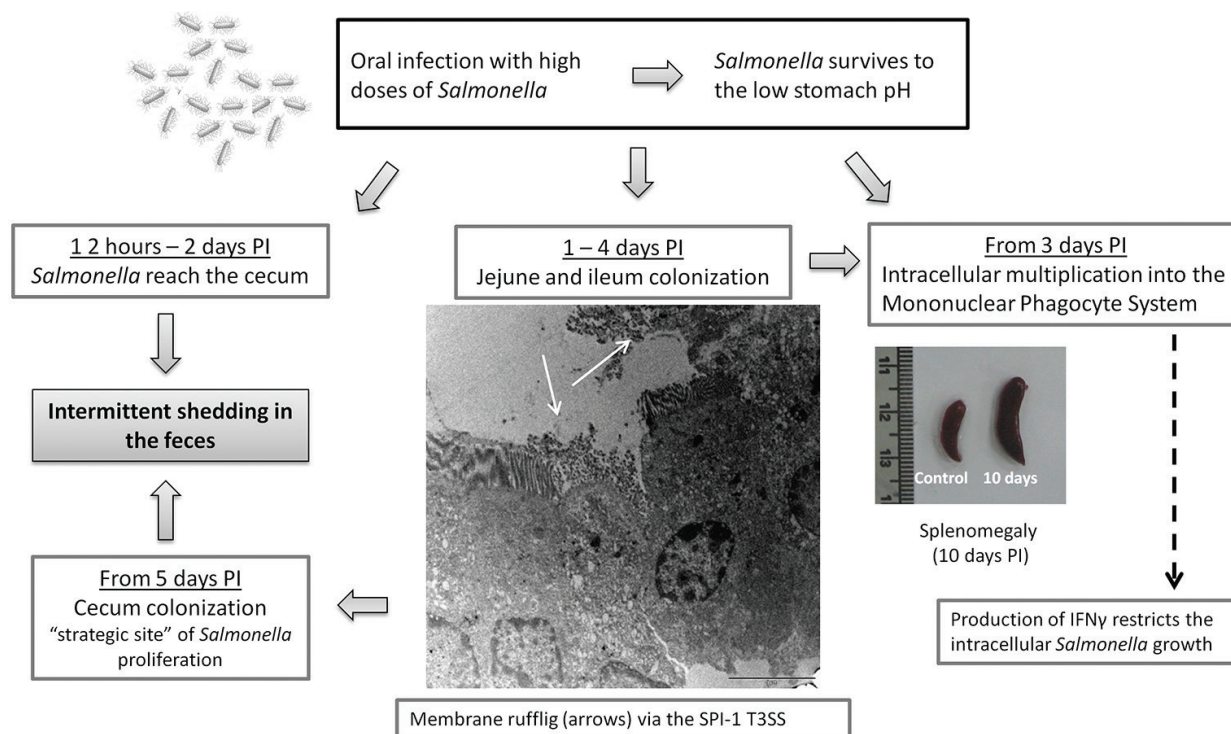 Oral infection with high
doses of Salmonella
Salmonella survives to
the low stomach pH
1 2 hours – 2 days PI
Salmonella reach the cecum
1 – 4 days PI
Jejune and ileum colonization
From 3 days PI
Intracellular multiplication into the
Mononuclear Phagocyte System
Intermittent shedding in
the feces
Control
10 days
Splenomegaly
(10 days PI)
From 5 days PI
Cecum colonization
“strategic site” of Salmonella
proliferation
Production of IFNγ restricts the
intracellular Salmonella growth
Membrane rufflig (arrows) via the SPI-1 T3SS